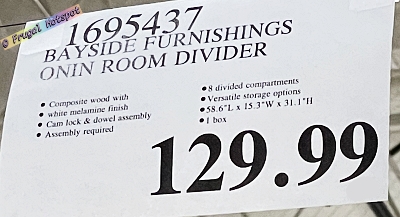 © Frugal Hotspot
1695437
BAYSIDE FURNISHINGS
ONIN ROOM DIVIDER
• Composite wood with
• white melamine finish
• Cam lock & dowel assembly
• Assembly required
• 8 divided compartments
• Versatile storage options
• 58.6"L x 15.3"W x 31.1"H
• 1 box
129.99